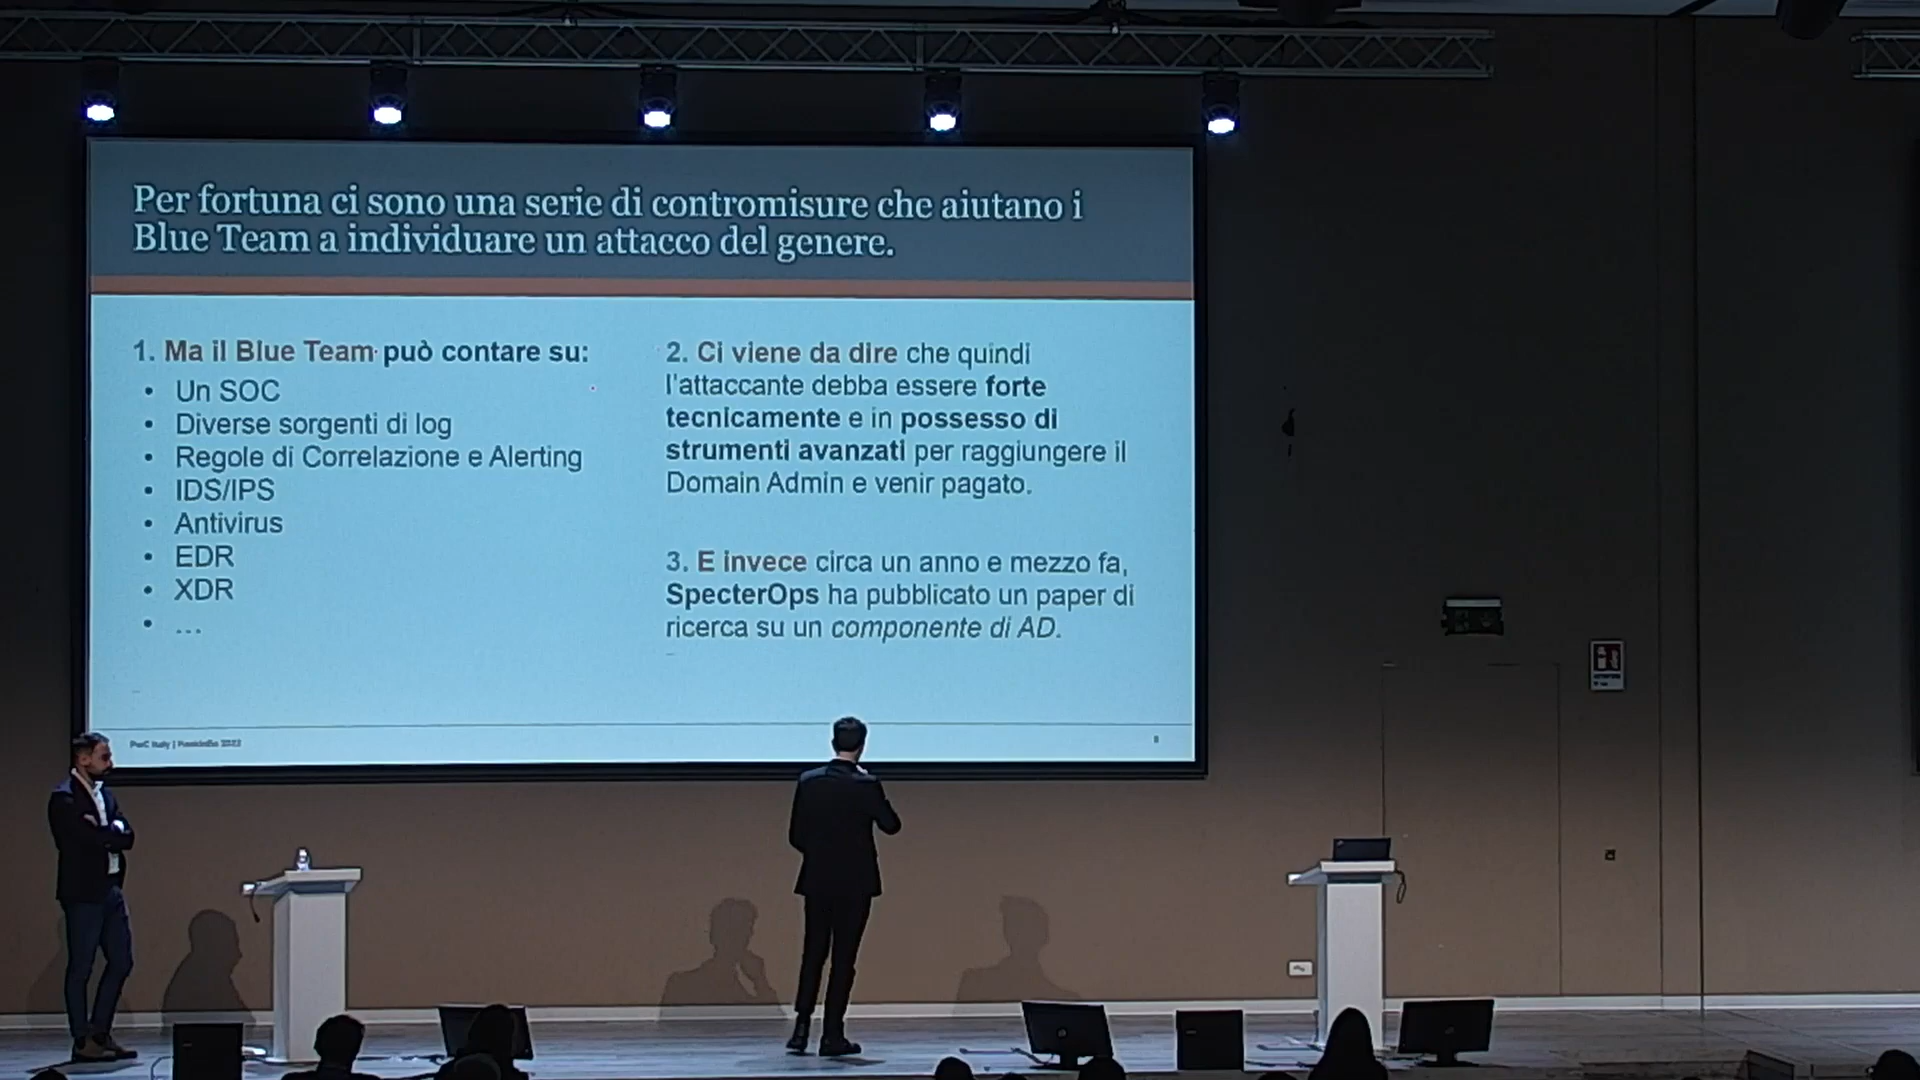 Per fortuna ci sono una serie di contromisure che aiutano i
Blue Team a individuare un attacco del genere.
1. Ma il Blue Team può contare su:
• Un SOC
• Diverse sorgenti di log
• Regole di Correlazione e Alerting
• IDS/IPS
• Antivirus
• EDR
• XDR
• ...
2. Ci viene da dire che quindi
l'attaccante debba essere forte
tecnicamente e in possesso di
strumenti avanzati per raggiungere il
Domain Admin e venir pagato.
3. E invece circa un anno e mezzo fa,
SpecterOps ha pubblicato un paper di
ricerca su un componente di AD.
PwC Italy |